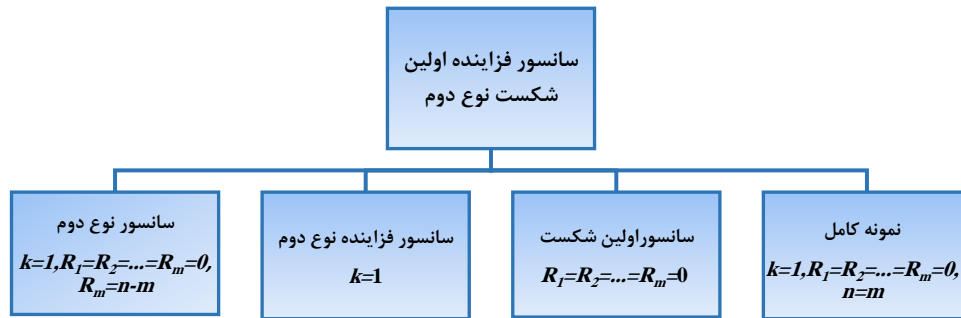 سانسور فزاینده اولین
شکست نوع دوم
نمونه کامل
k=1,R₁=R₂=...=Rₘ=0,
n=m
سانسوراولین شکست
R₁=R₂=...=Rₘ=0
سانسور فزاینده نوع دوم
k=1
سانسور نوع دوم
k=1,R₁=R₂=...=Rₘ=0,
Rₘ=n-m